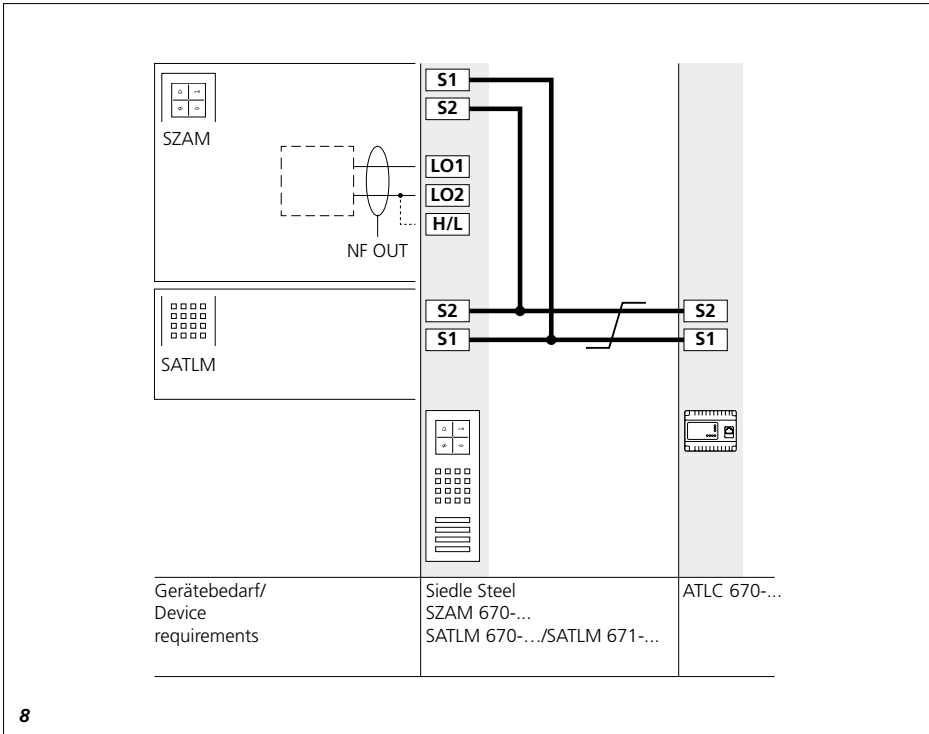 S1
S2
SZAM
LO1
LO2
H/L
NF OUT
S2
S2
S1
S1
SATLM
Gerätebedarf/
Device
requirements
Siedle Steel
SZAM 670-...
SATLM 670-.../SATLM 671-...
ATLC 670-...
8